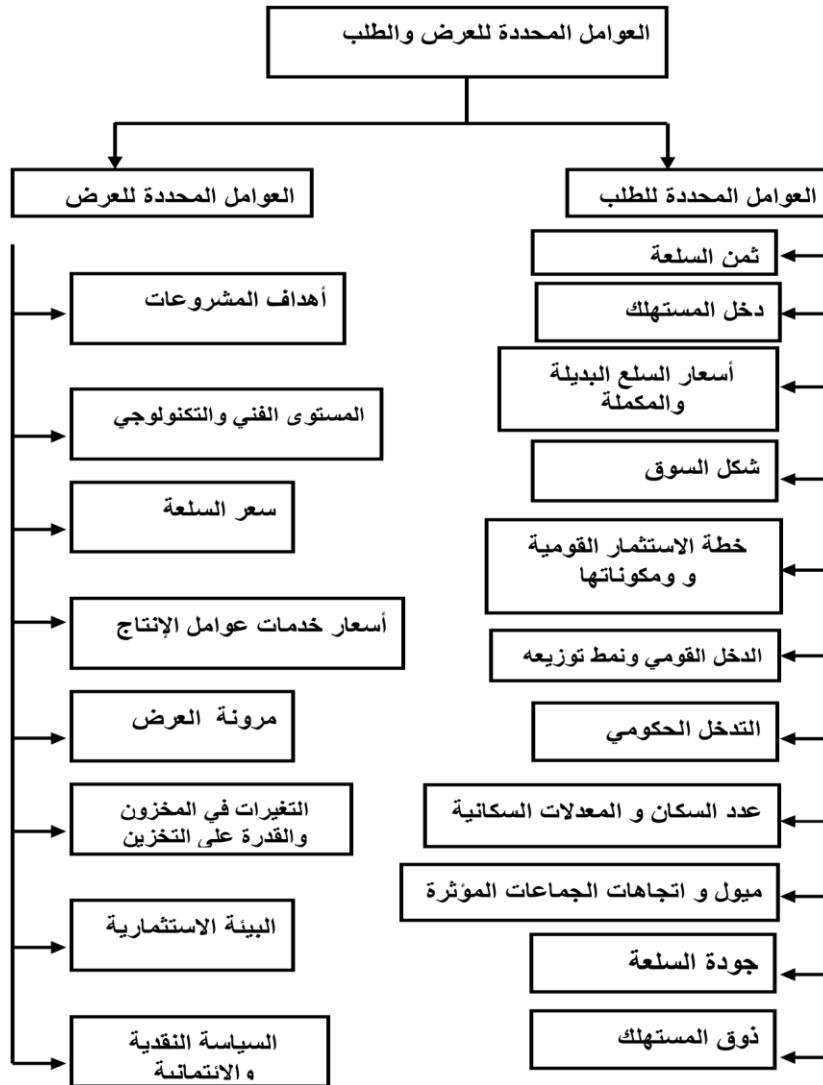 العوامل المحددة للعرض والطلب
العوامل المحددة للطلب
ثمن السلعة
دخل المستهلك
أسعار السلع البديلة
والمكملة
شكل السوق
خطة الاستثمار القومية
و ومكوناتها
الدخل القومي ونمط توزيعه
التدخل الحكومي
عدد السكان و المعدلات السكانية
ميول و اتجاهات الجماعات المؤثرة
جودة السلعة
ذوق المستهلك
العوامل المحددة للعرض
أهداف المشروعات
المستوى الفني والتكنولوجي
سعر السلعة
أسعار خدمات عوامل الإنتاج
مرونة العرض
التغيرات في المخزون
والقدرة على التخزين
البيئة الاستثمارية
السياسة النقدية
و الائتمانية